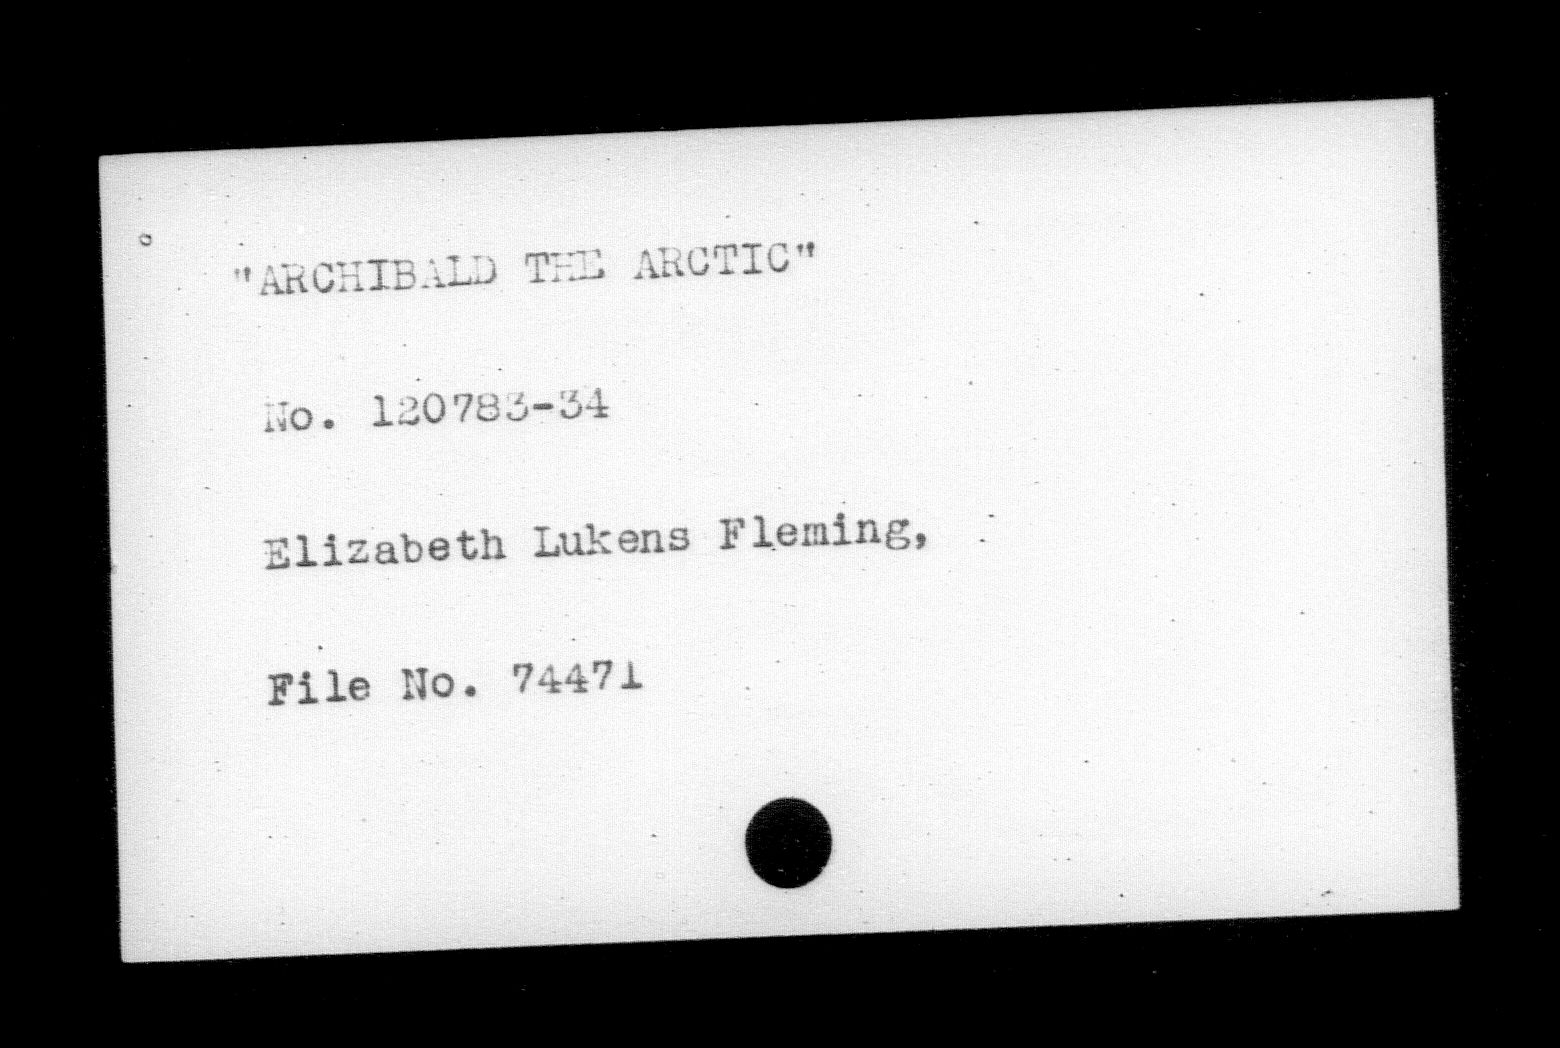 "ARCHIBALD THE ARCTIC"
No. 120783-34
Elizabeth Lukens Fleming,
File No. 74471